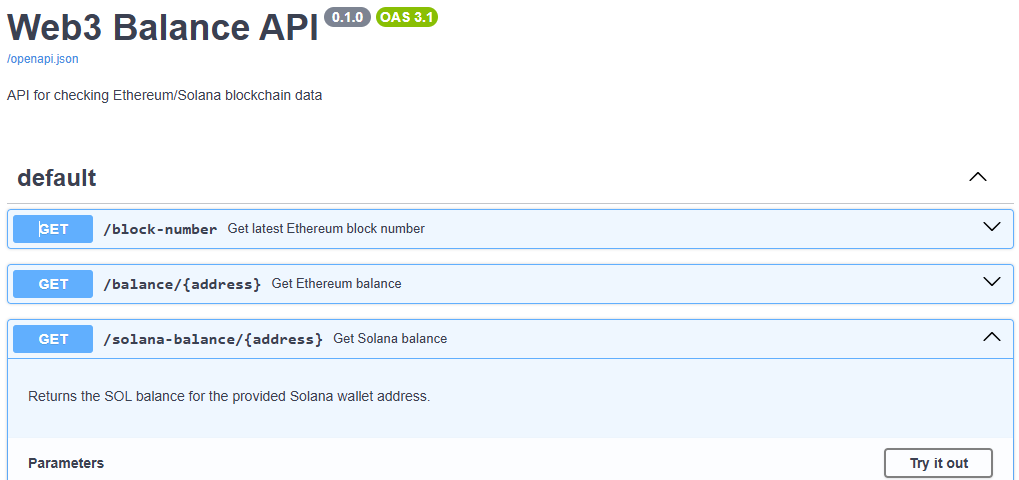 Web3 Balance API 0.1.0 OAS 3.1
/openapi.json
API for checking Ethereum/Solana blockchain data
default
GET /block-number Get latest Ethereum block number
GET /balance/{address} Get Ethereum balance
GET /solana-balance/{address} Get Solana balance
Returns the SOL balance for the provided Solana wallet address.
Parameters Try it out